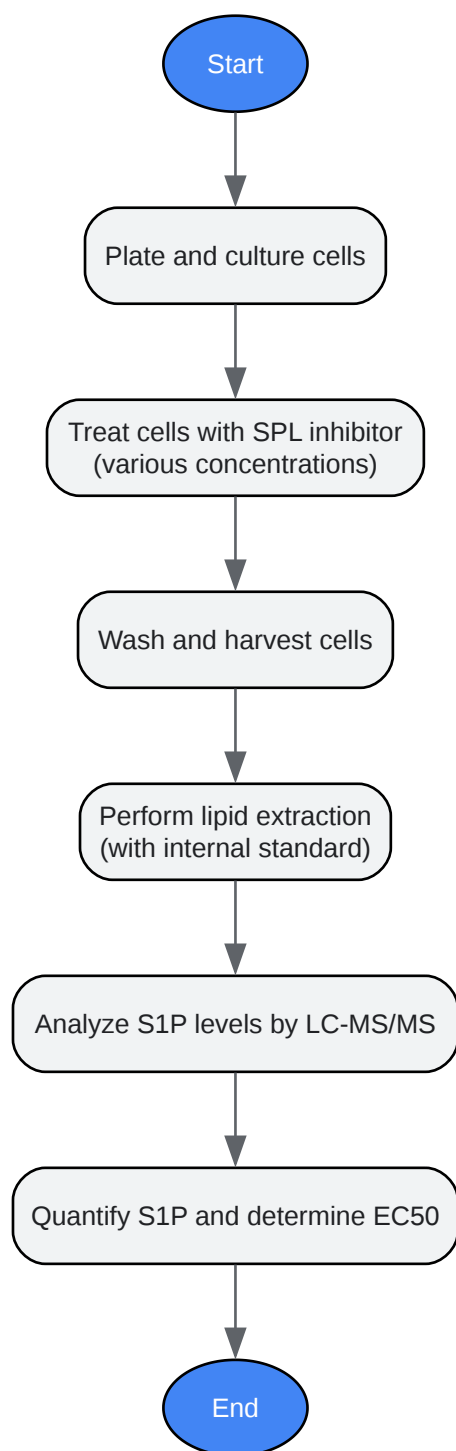 Start
Plate and culture cells
Treat cells with SPL inhibitor
(various concentrations)
Wash and harvest cells
Perform lipid extraction
(with internal standard)
Analyze S1P levels by LC-MS/MS
Quantify S1P and determine EC50
End